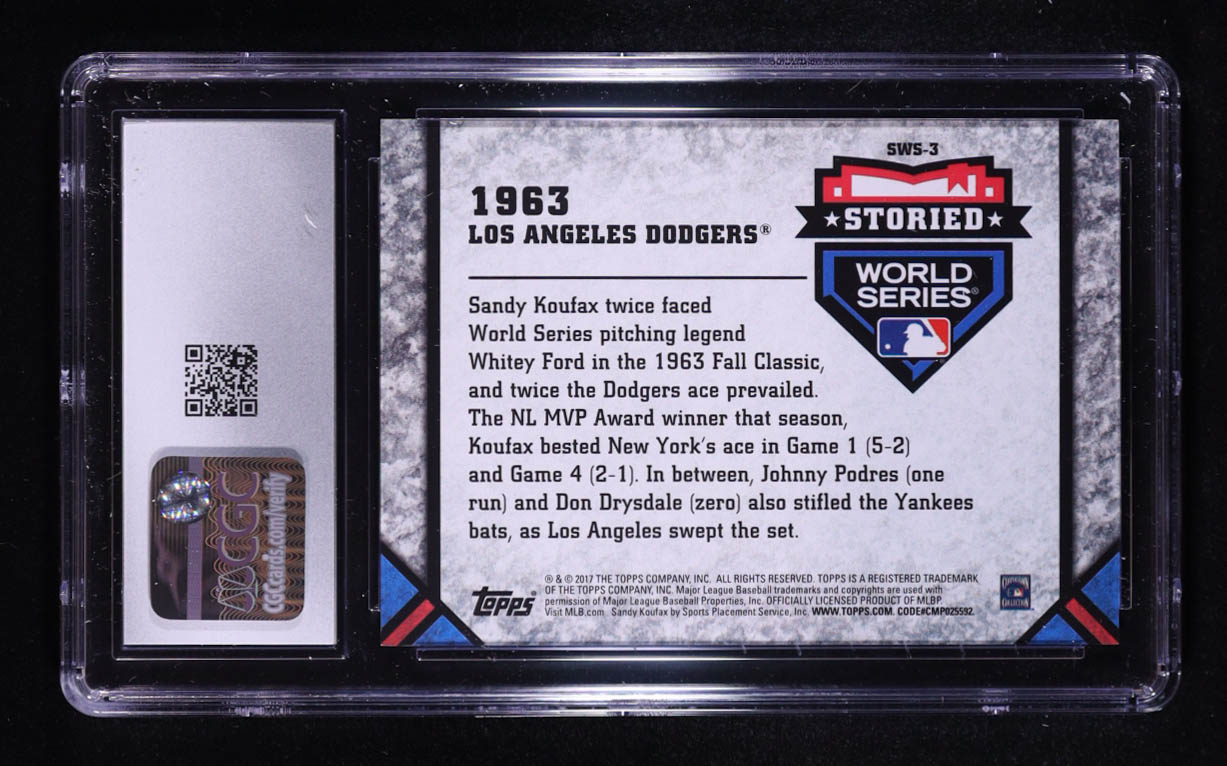 SWS-3
STORIED
WORLD
SERIES®
1963
LOS ANGELES DODGERS®
Sandy Koufax twice faced
World Series pitching legend
Whitey Ford in the 1963 Fall Classic,
and twice the Dodgers ace prevailed.
The NL MVP Award winner that season,
Koufax bested New York's ace in Game 1 (5-2)
and Game 4 (2-1). In between, Johnny Podres (one
run) and Don Drysdale (zero) also stifled the Yankees
bats, as Los Angeles swept the set.
Topps®
® & © 2017 THE TOPPS COMPANY, INC. ALL RIGHTS RESERVED. TOPPS IS A REGISTERED TRADEMARK
OF THE TOPPS COMPANY, INC. Major League Baseball trademarks and copyrights are used with
permission of Major League Baseball Properties, Inc. OFFICIALLY LICENSED PRODUCT OF MLBP
Visit MLB.com Sandy Koufax by Sports Placement Service, Inc. WWW.TOPPS.COM. CODE#CMP025592.
COOPERSTOWN
COLLECTION
CGC
CGCcards.com/verify